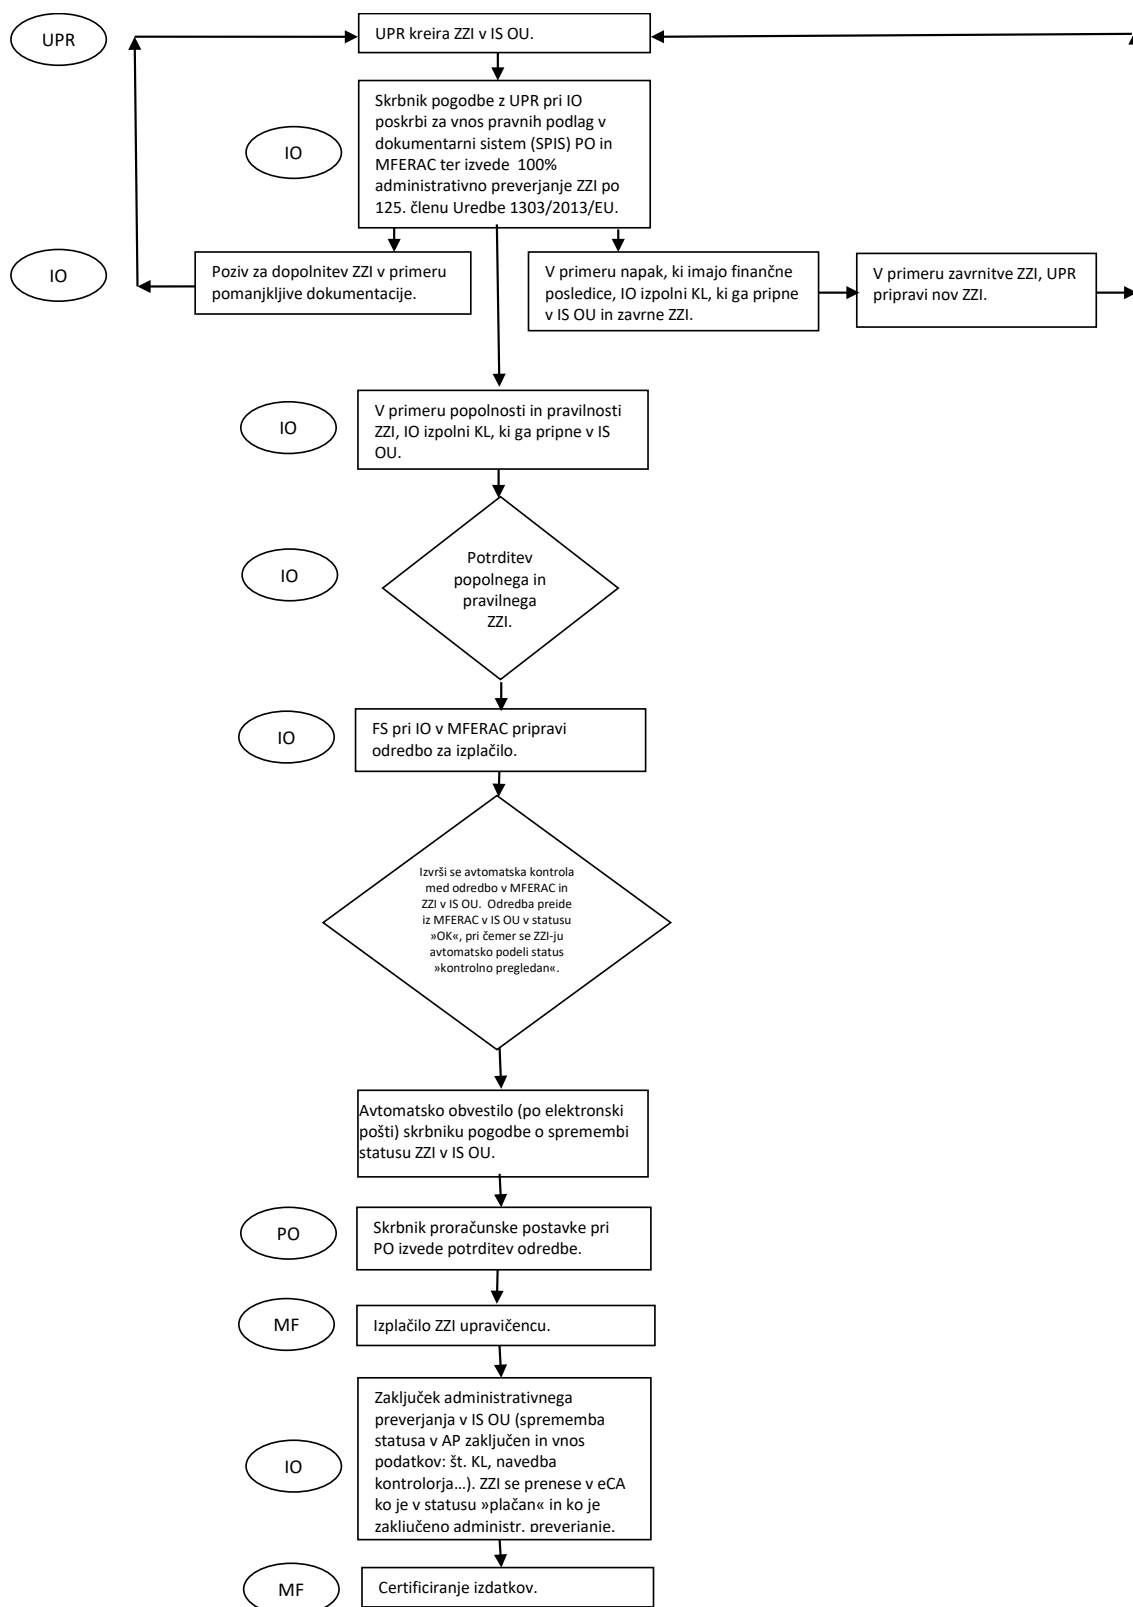 UPR
UPR kreira ZZI v IS OU.
IO
Skrbnik pogodbe z UPR pri IO
poskrbi za vnos pravnih podlag v
dokumentarni sistem (SPIS) PO in
MFERAC ter izvede 100%
administrativno preverjanje ZZI po
125. členu Uredbe 1303/2013/EU.
IO
Poziv za dopolnitev ZZI v primeru
pomanjkljive dokumentacije.
V primeru napak, ki imajo finančne
posledice, IO izpolni KL, ki ga pripne
v IS OU in zavrne ZZI.
V primeru zavrnitve ZZI, UPR
pripravi nov ZZI.
IO
V primeru popolnosti in pravilnosti
ZZI, IO izpolni KL, ki ga pripne v IS
OU.
IO
Potrditev
popolnega in
pravilnega
ZZI.
IO
FS pri IO v MFERAC pripravi
odredbo za izplačilo.
Izvrši se avtomatska kontrola
med odredbo v MFERAC in
ZZI v IS OU. Odredba preide
iz MFERAC v IS OU v statusu
»OK«, pri čemer se ZZI-ju
avtomatsko podeli status
»kontrolno pregledan«.
Avtomatsko obvestilo (po elektronski
pošti) skrbniku pogodbe o spremembi
statusu ZZI v IS OU.
PO
Skrbnik proračunske postavke pri
PO izvede potrditev odredbe.
MF
Izplačilo ZZI upravičencu.
IO
Zaključek administrativnega
preverjanja v IS OU (sprememba
statusa v AP zaključen in vnos
podatkov: št. KL, navedba
kontrolorja…). ZZI se prenese v eCA
ko je v statusu »plačan« in ko je
zaključeno administr. preverjanje.
MF
Certificiranje izdatkov.